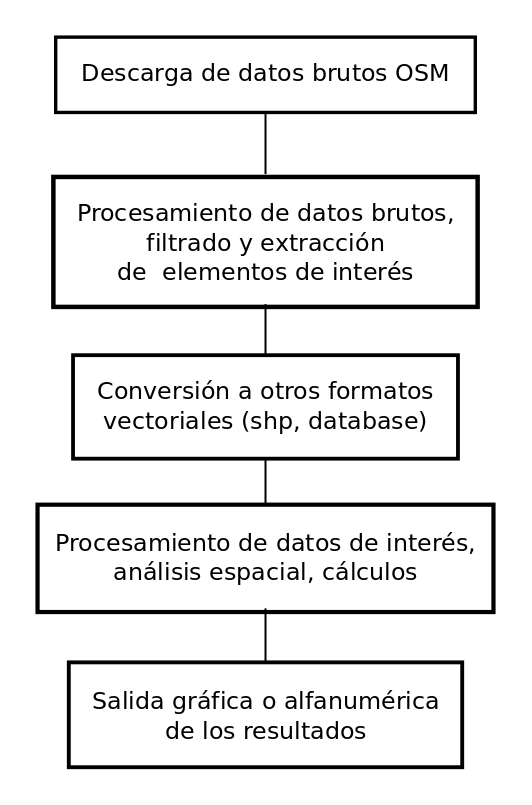 Descarga de datos brutos OSM
Procesamiento de datos brutos,
filtrado y extracción
de  elementos de interés
Conversión a otros formatos
vectoriales (shp, database)
Procesamiento de datos de interés,
análisis espacial, cálculos
Salida gráfica o alfanumérica
de los resultados